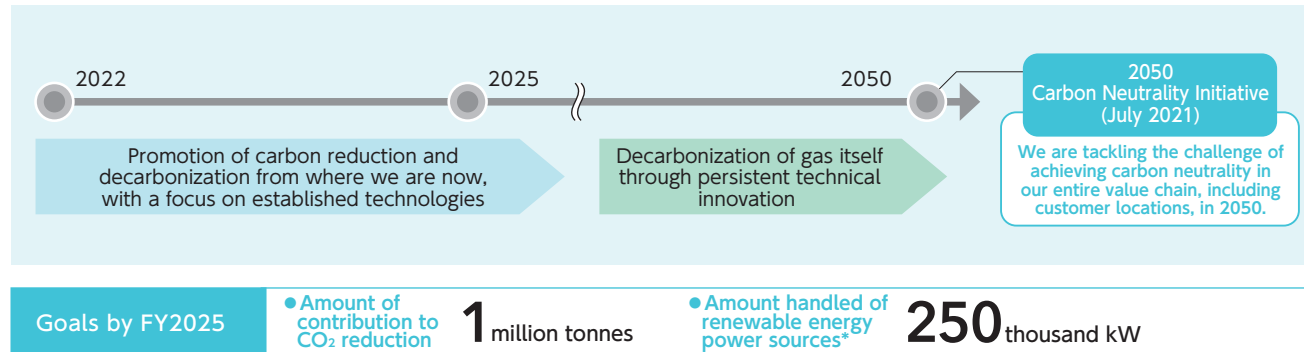 2022
2025
2050
2050
Carbon Neutrality Initiative
(July 2021)
We are tackling the challenge of
achieving carbon neutrality in
our entire value chain, including
customer locations, in 2050.
Promotion of carbon reduction and
decarbonization from where we are now,
with a focus on established technologies
Decarbonization of gas itself
through persistent technical
innovation
Goals by FY2025
● Amount of
contribution to
CO₂ reduction
1 million tonnes
● Amount handled of
renewable energy
power sources*
250 thousand kW